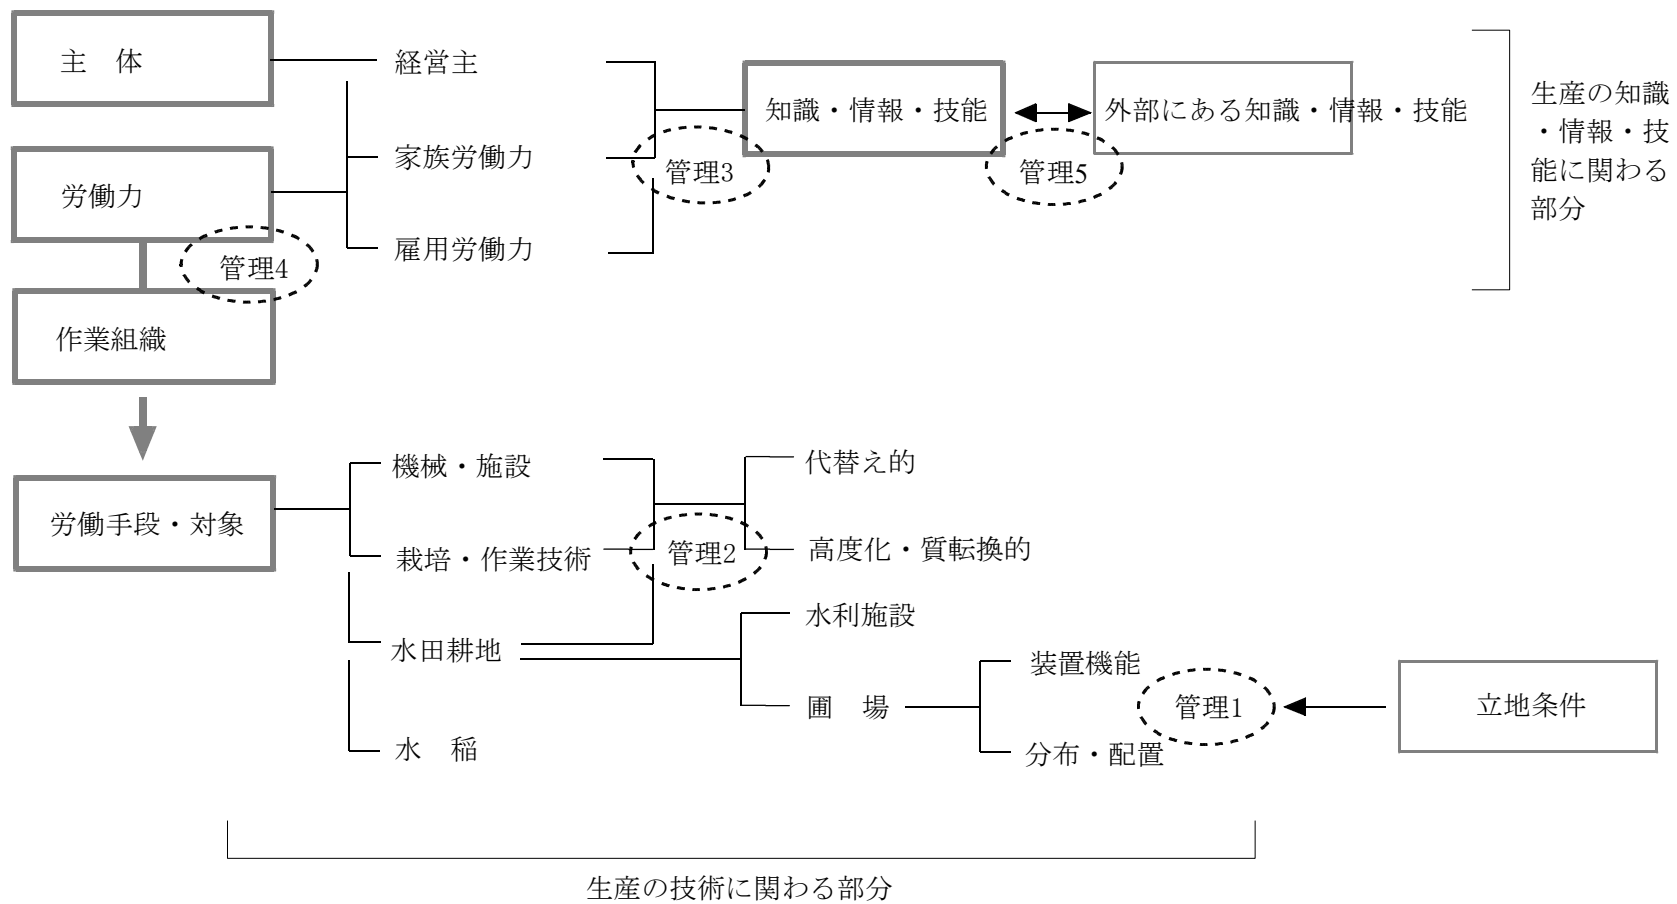 主　体
経営主
知識・情報・技能
外部にある知識・情報・技能
生産の知識
・情報・技
能に関わる
部分
家族労働力
管理3
管理5
労働力
雇用労働力
管理4
作業組織
機械・施設
代替え的
労働手段・対象
栽培・作業技術
管理2
高度化・質転換的
水利施設
水田耕地
装置機能
圃　場
管理1
立地条件
水　稲
分布・配置
生産の技術に関わる部分